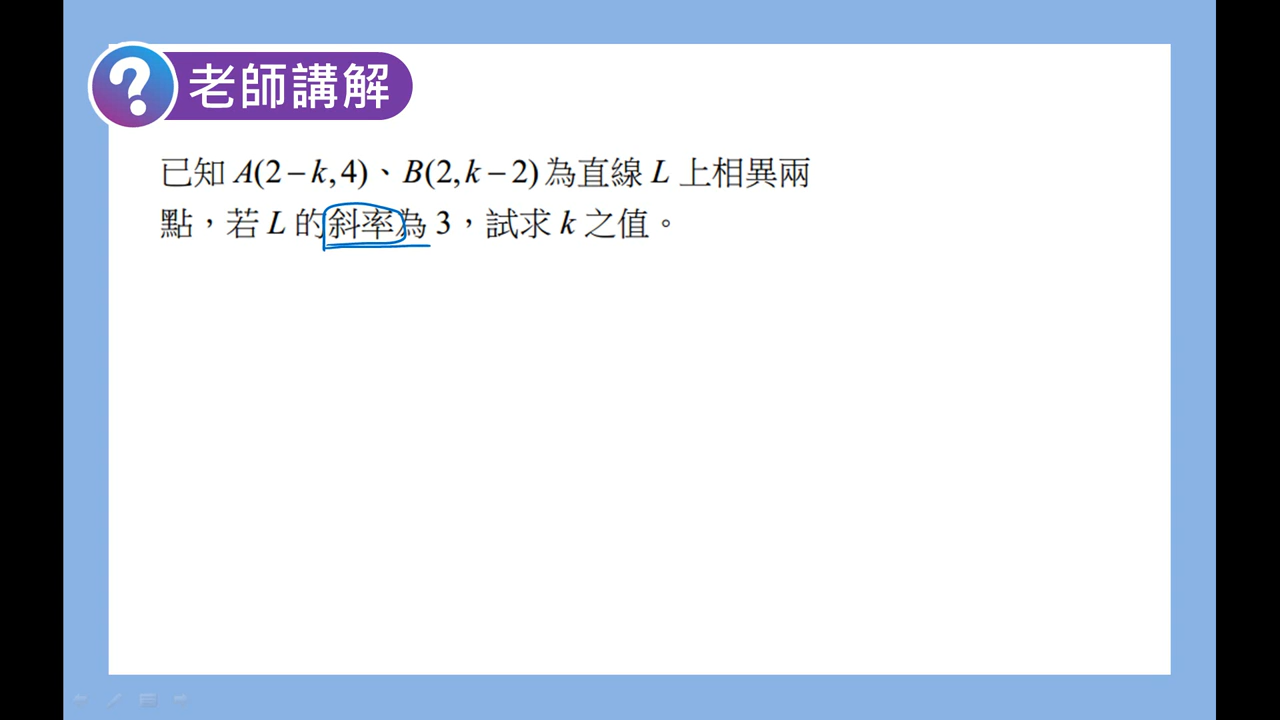 ?老師講解
已知 A(2−k,4)、B(2,k−2) 為直線 L 上相異兩
點，若 L 的斜率為 3，試求 k 之值。